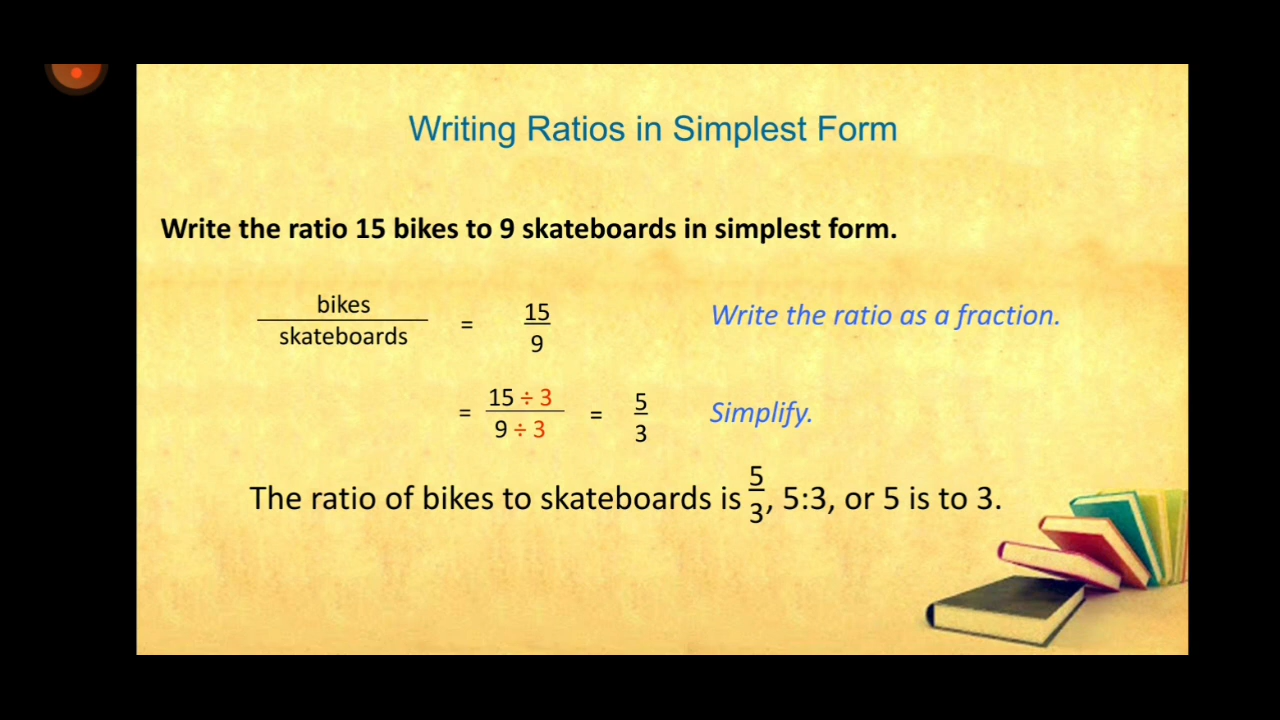 Writing Ratios in Simplest Form
Write the ratio 15 bikes to 9 skateboards in simplest form.
bikes
skateboards
=
15
9
Write the ratio as a fraction.
=
15 ÷ 3
9 ÷ 3
=
5
3
Simplify.
The ratio of bikes to skateboards is 5/3, 5:3, or 5 is to 3.